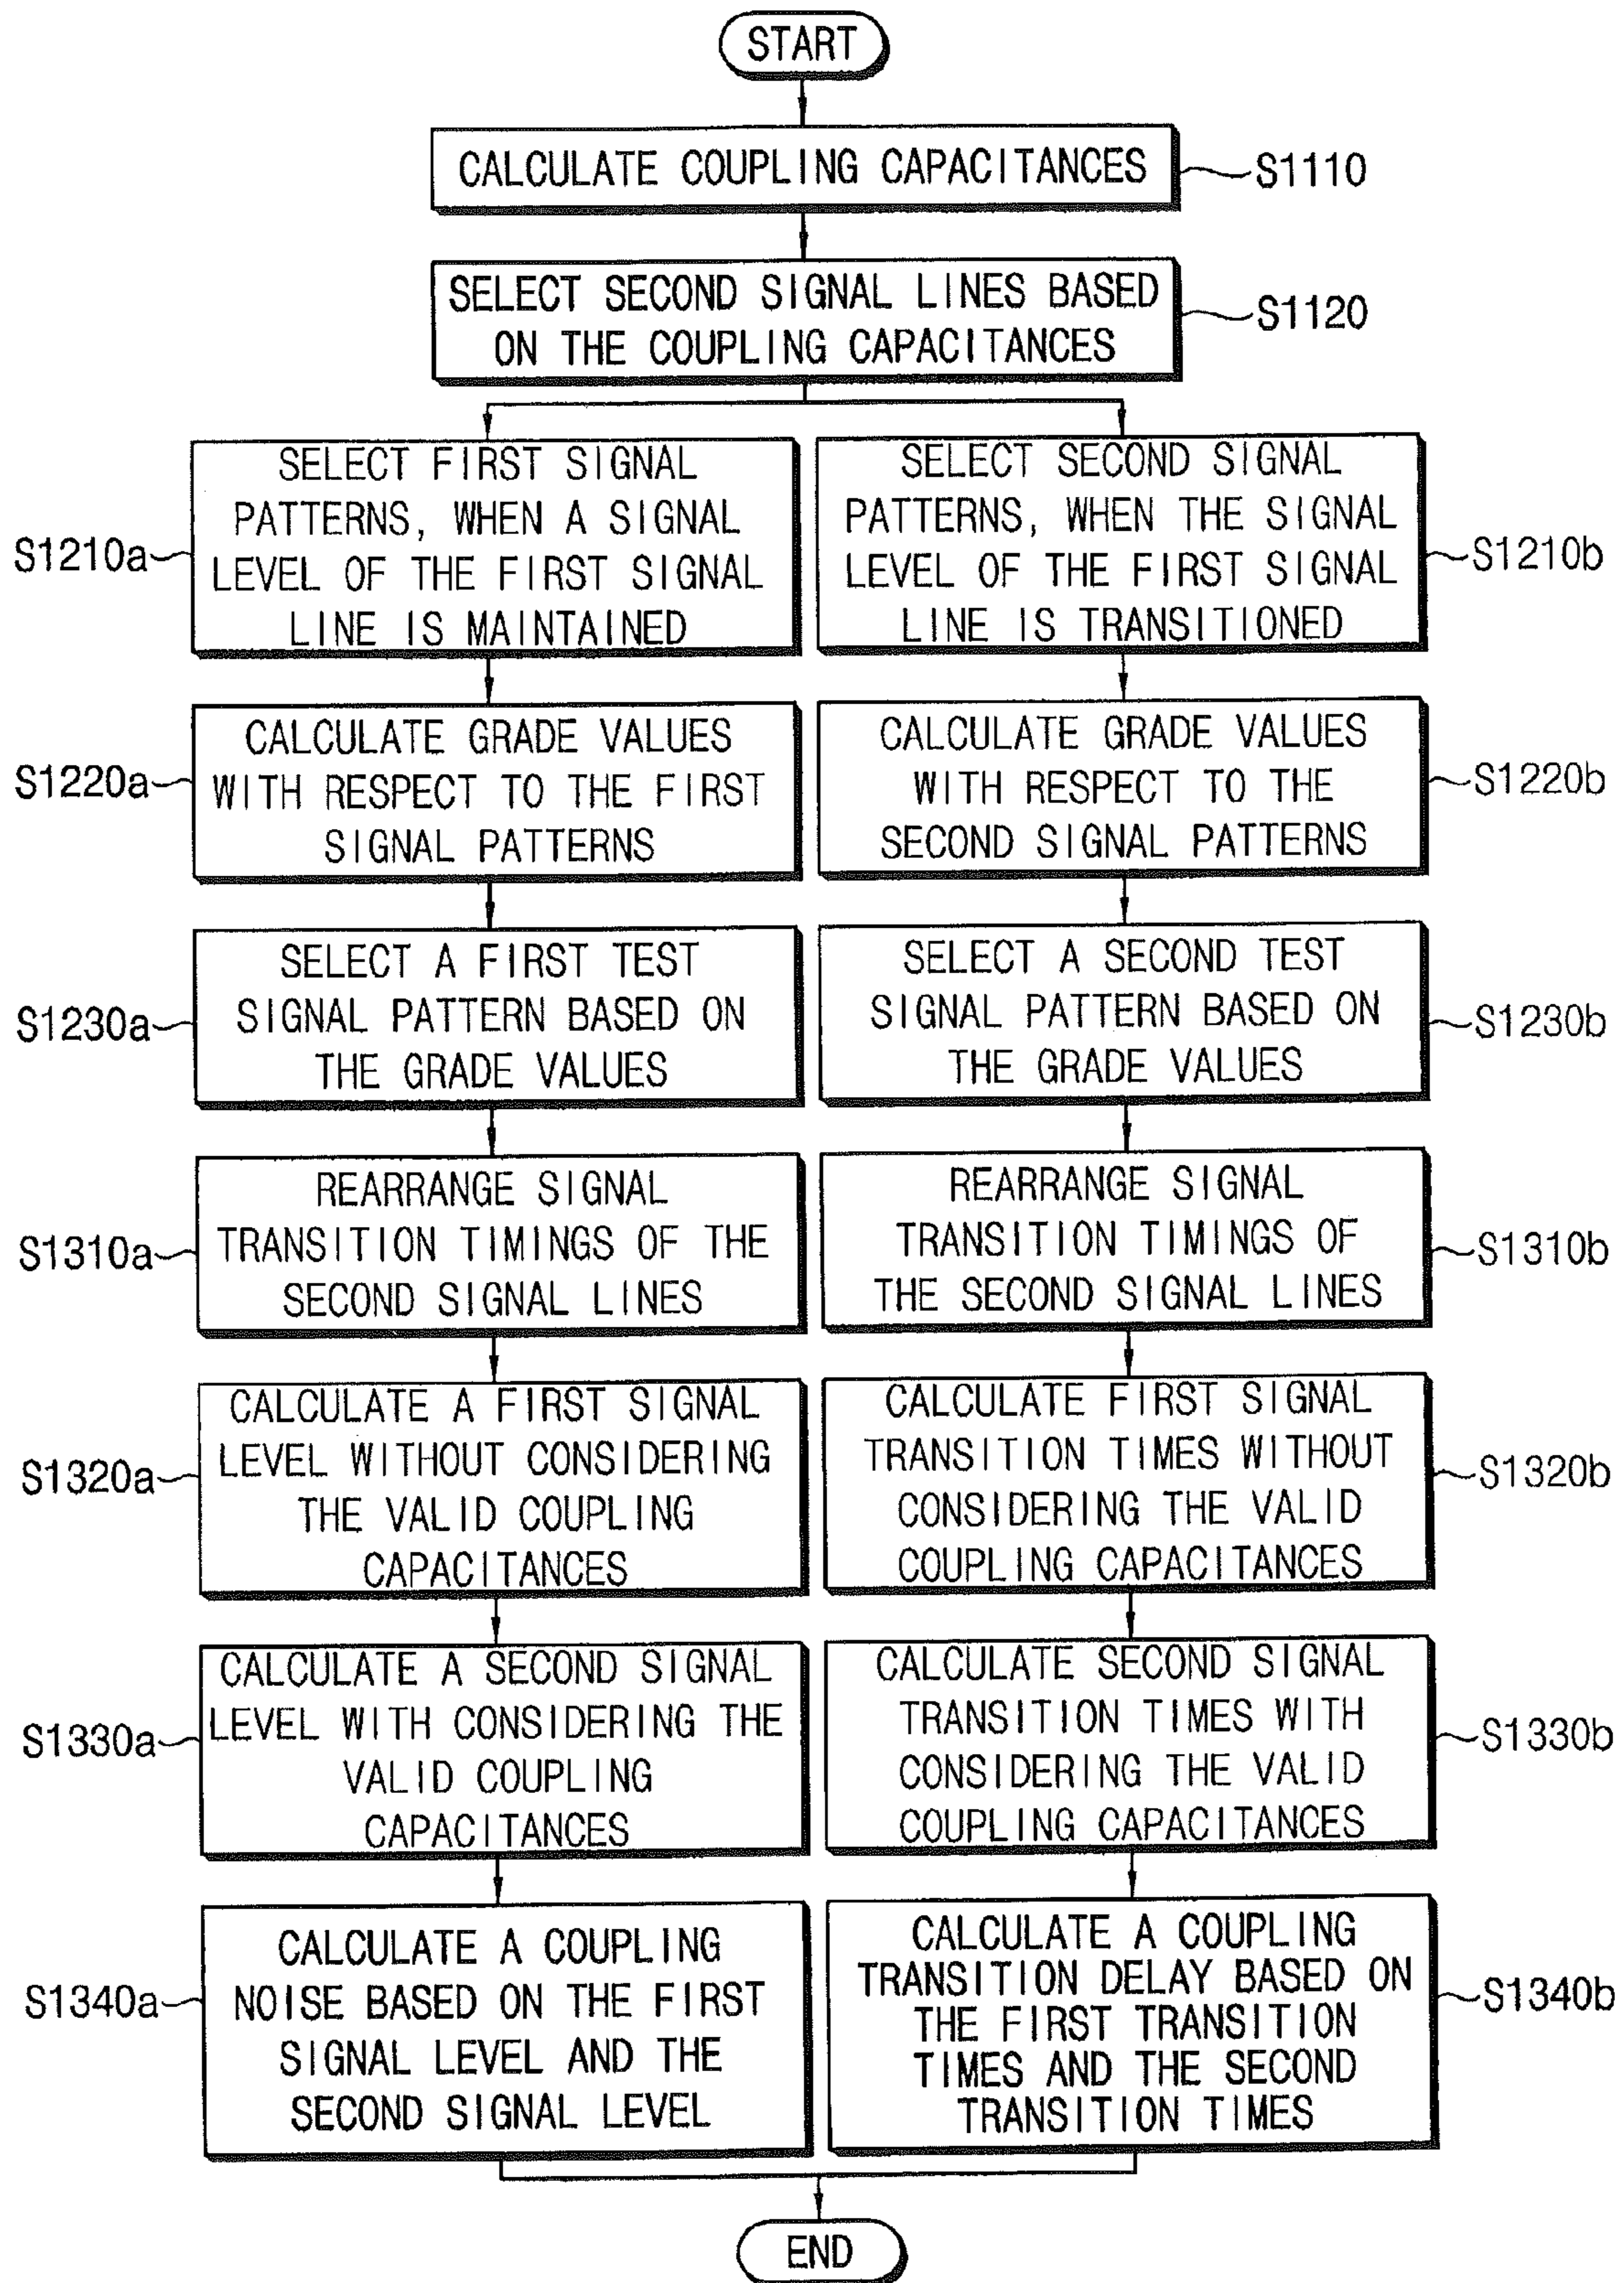 START
CALCULATE COUPLING CAPACITANCES
S1110
SELECT SECOND SIGNAL LINES BASED
ON THE COUPLING CAPACITANCES
S1120
SELECT FIRST SIGNAL
PATTERNS, WHEN A SIGNAL
LEVEL OF THE FIRST SIGNAL
LINE IS MAINTAINED
S1210a
SELECT SECOND SIGNAL
PATTERNS, WHEN THE SIGNAL
LEVEL OF THE FIRST SIGNAL
LINE IS TRANSITIONED
S1210b
CALCULATE GRADE VALUES
WITH RESPECT TO THE FIRST
SIGNAL PATTERNS
S1220a
CALCULATE GRADE VALUES
WITH RESPECT TO THE
SECOND SIGNAL PATTERNS
S1220b
SELECT A FIRST TEST
SIGNAL PATTERN BASED ON
THE GRADE VALUES
S1230a
SELECT A SECOND TEST
SIGNAL PATTERN BASED ON
THE GRADE VALUES
S1230b
REARRANGE SIGNAL
TRANSITION TIMINGS OF THE
SECOND SIGNAL LINES
S1310a
REARRANGE SIGNAL
TRANSITION TIMINGS OF
THE SECOND SIGNAL LINES
S1310b
CALCULATE A FIRST SIGNAL
LEVEL WITHOUT CONSIDERING
THE VALID COUPLING
CAPACITANCES
S1320a
CALCULATE FIRST SIGNAL
TRANSITION TIMES WITHOUT
CONSIDERING THE VALID
COUPLING CAPACITANCES
S1320b
CALCULATE A SECOND SIGNAL
LEVEL WITH CONSIDERING THE
VALID COUPLING
CAPACITANCES
S1330a
CALCULATE SECOND SIGNAL
TRANSITION TIMES WITH
CONSIDERING THE VALID
COUPLING CAPACITANCES
S1330b
CALCULATE A COUPLING
NOISE BASED ON THE FIRST
SIGNAL LEVEL AND THE
SECOND SIGNAL LEVEL
S1340a
CALCULATE A COUPLING
TRANSITION DELAY BASED ON
THE FIRST TRANSITION
TIMES AND THE SECOND
TRANSITION TIMES
S1340b
END